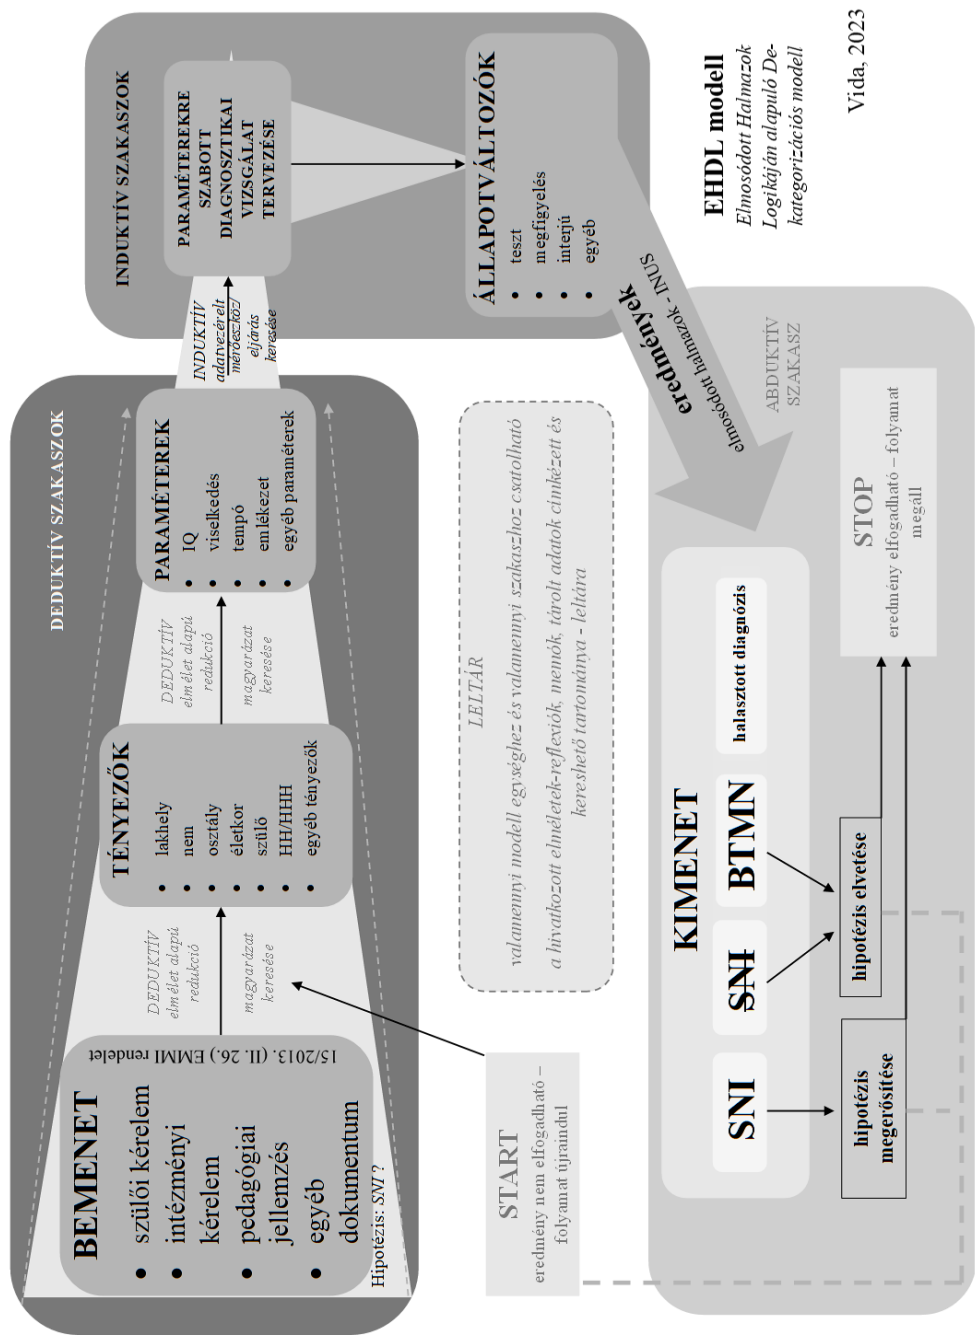 DEDUKTÍV SZAKASZOK
BEMENET
• szülői kérelem
• intézményi
kérelem
• pedagógiai
jellemzés
• egyéb
dokumentum
15/2013. (II. 26.) EMMI rendelet
Hipotézis: SNI ?
DEDUKTÍV
elmélet alapú
redukció
magyarázat
keresése
TÉNYEZŐK
• lakhely
• nem
• osztály
• életkor
• szülő
• HH/HHH
• egyéb tényezők
DEDUKTÍV
elmélet alapú
redukció
magyarázat
keresése
PARAMÉTEREK
• IQ
• viselkedés
• tempó
• emlékezet
• egyéb paraméterek
INDUKTÍV
adatvezérelt
mérőeszköz/
eljárás
keresése
INDUKTÍV SZAKASZOK
PARAMÉTEREKRE
SZABOTT
DIAGNOSZTIKAI
VIZSGÁLAT
TERVEZÉSE
ÁLLAPOTVÁLTOZÓK
• teszt
• megfigyelés
• interjú
• egyéb
eredmények
elmosódott halmazok - INUS
LELTÁR
valamennyi modell egységhez és valamennyi szakaszhoz csatolható
a hivatkozott elméletek-reflexiók, memók, tárolt adatok címkézett és
kereshető tartománya - leltára
START
eredmény nem elfogadható –
folyamat újraindul
ABDUKTÍV
SZAKASZ
KIMENET
SNI
SNI
BTMN
halasztott diagnózis
hipotézis
megerősítése
hipotézis elvetése
STOP
eredmény elfogadható – folyamat
megáll
EHDL modell
Elmosódott Halmazok
Logikáján alapuló De-
kategorizációs modell
Vida, 2023